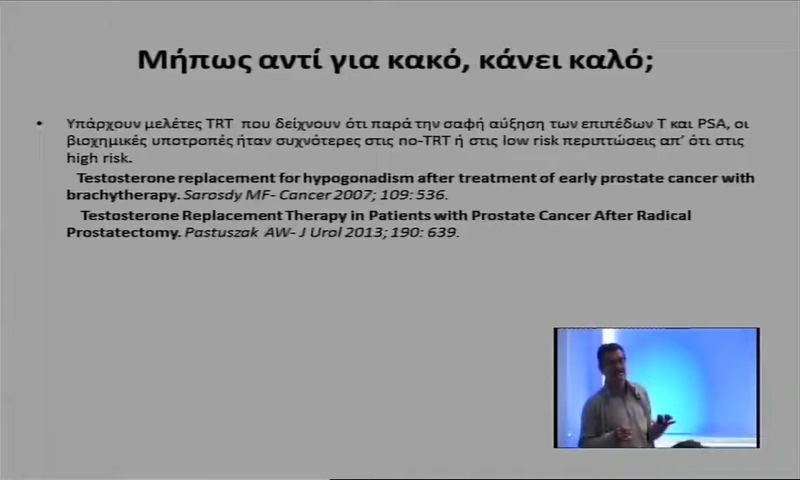 Μήπως αντί για κακό, κάνει καλό;
• Υπάρχουν μελέτες TRT που δείχνουν ότι παρά την σαφή αύξηση των επιπέδων Τ και PSA, οι
βιοχημικές υποτροπές ήταν συχνότερες στις no-TRT ή στις low risk περιπτώσεις απ’ ότι στις
high risk.
Testosterone replacement for hypogonadism after treatment of early prostate cancer with
brachytherapy. Sarosdy MF- Cancer 2007; 109: 536.
Testosterone Replacement Therapy in Patients with Prostate Cancer After Radical
Prostatectomy. Pastuszak AW- J Urol 2013; 190: 639.